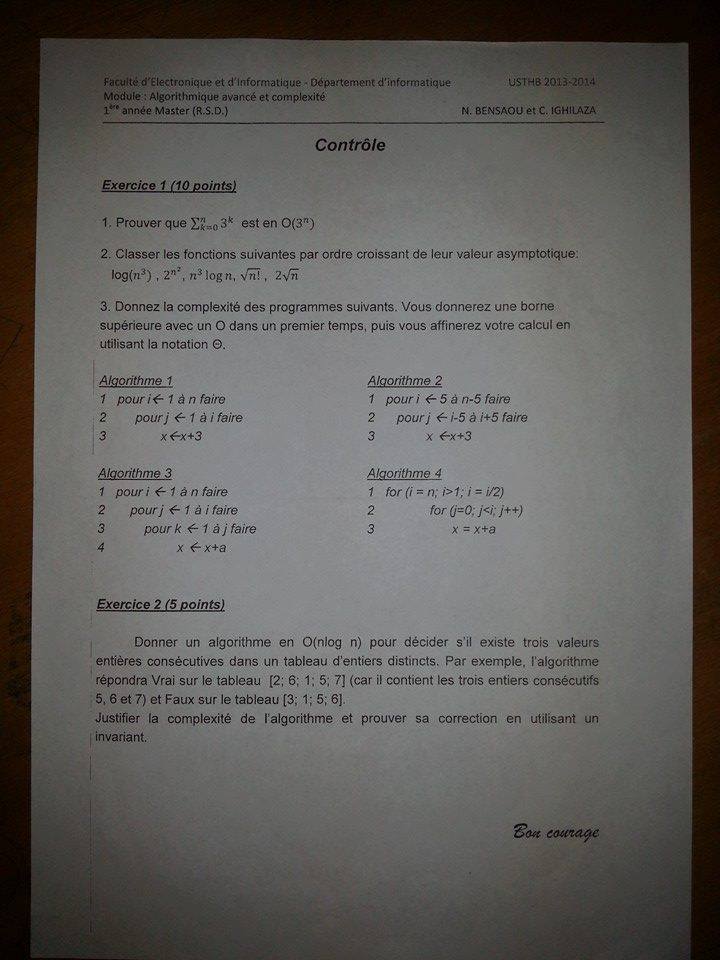 Faculté d'Electronique et d'Informatique - Département d'informatique USTHB 2013-2014
Module : Algorithmique avancé et complexité
1ère année Master (R.S.D.) N. BENSAOU et C. IGHILAZA
Contrôle
Exercice 1 (10 points)
1. Prouver que ∑ⁿₖ₌₀ 3ᵏ est en O(3ⁿ)
2. Classer les fonctions suivantes par ordre croissant de leur valeur asymptotique:
log(n³) , 2^(n²), n³ log n, √n! , 2√n
3. Donnez la complexité des programmes suivants. Vous donnerez une borne
supérieure avec un O dans un premier temps, puis vous affinerez votre calcul en
utilisant la notation Θ.
Algorithme 1
1 pour i ← 1 à n faire
2 pour j ← 1 à i faire
3 x ← x+3
Algorithme 2
1 pour i ← 5 à n-5 faire
2 pour j ← i-5 à i+5 faire
3 x ← x+3
Algorithme 3
1 pour i ← 1 à n faire
2 pour j ← 1 à i faire
3 pour k ← 1 à j faire
4 x ← x+a
Algorithme 4
1 for (i = n; i>1; i = i/2)
2 for (j=0; j<i; j++)
3 x = x+a
Exercice 2 (5 points)
Donner un algorithme en O(nlog n) pour décider s'il existe trois valeurs
entières consécutives dans un tableau d'entiers distincts. Par exemple, l'algorithme
répondra Vrai sur le tableau [2; 6; 1; 5; 7] (car il contient les trois entiers consécutifs
5, 6 et 7) et Faux sur le tableau [3; 1; 5; 6].
Justifier la complexité de l'algorithme et prouver sa correction en utilisant un
invariant.
Bon courage